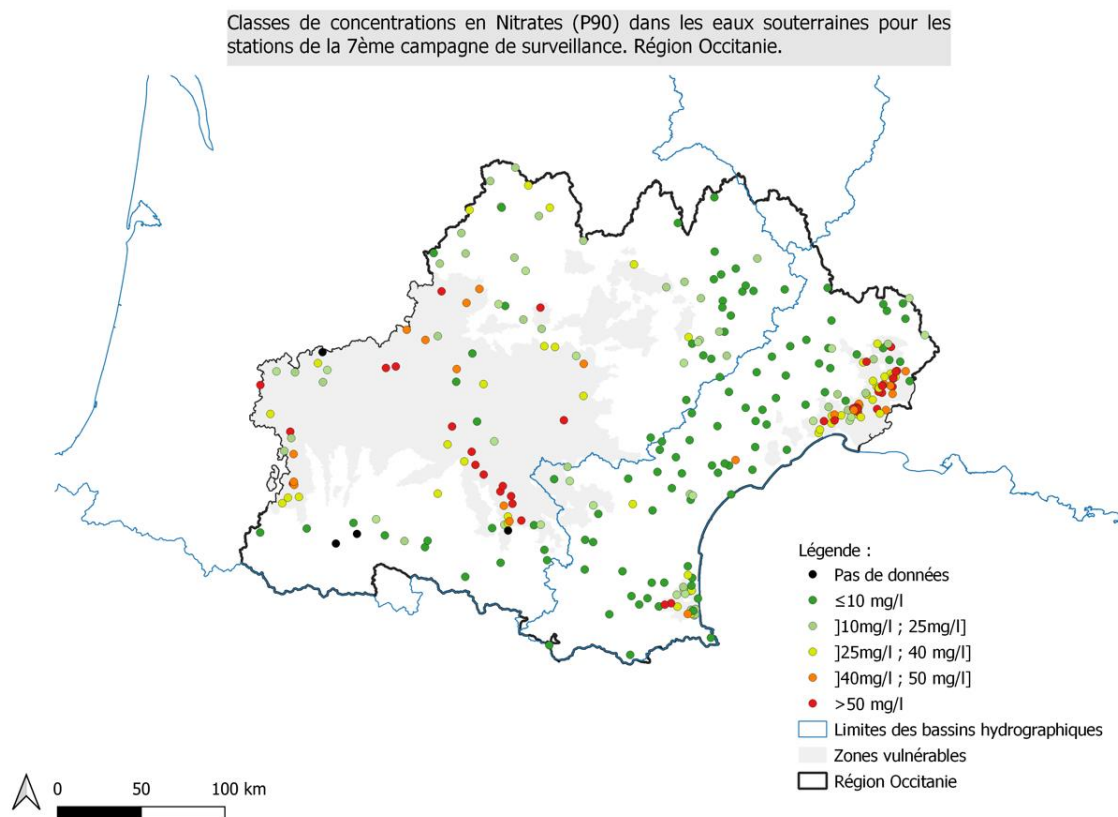 Classes de concentrations en Nitrates (P90) dans les eaux souterraines pour les
stations de la 7ème campagne de surveillance. Région Occitanie.
Légende :
Pas de données
≤10 mg/l
]10mg/l ; 25mg/l]
]25mg/l ; 40 mg/l]
]40mg/l ; 50 mg/l]
>50 mg/l
Limites des bassins hydrographiques
Zones vulnérables
Région Occitanie
0 50 100 km